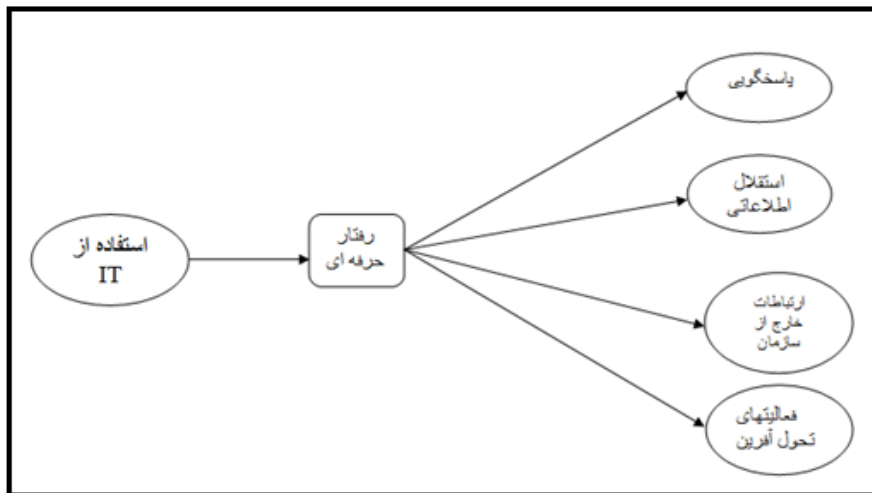 پاسخگویی
استقلال
اطلاعاتی
استفاده از
IT
رفتار
حرفه ای
ارتباطات
خارج از
سازمان
فعالیتهای
تحول آفرین